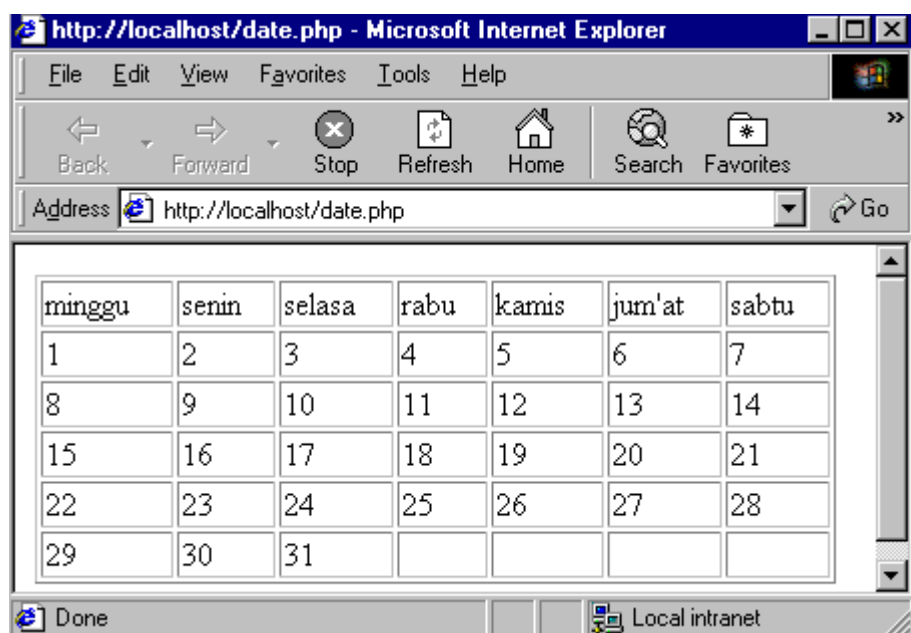 http://localhost/date.php - Microsoft Internet Explorer
File Edit View Favorites Tools Help
Back Forward Stop Refresh Home Search Favorites »
Address http://localhost/date.php Go
minggu senin selasa rabu kamis jum'at sabtu
1 2 3 4 5 6 7
8 9 10 11 12 13 14
15 16 17 18 19 20 21
22 23 24 25 26 27 28
29 30 31
Done Local intranet